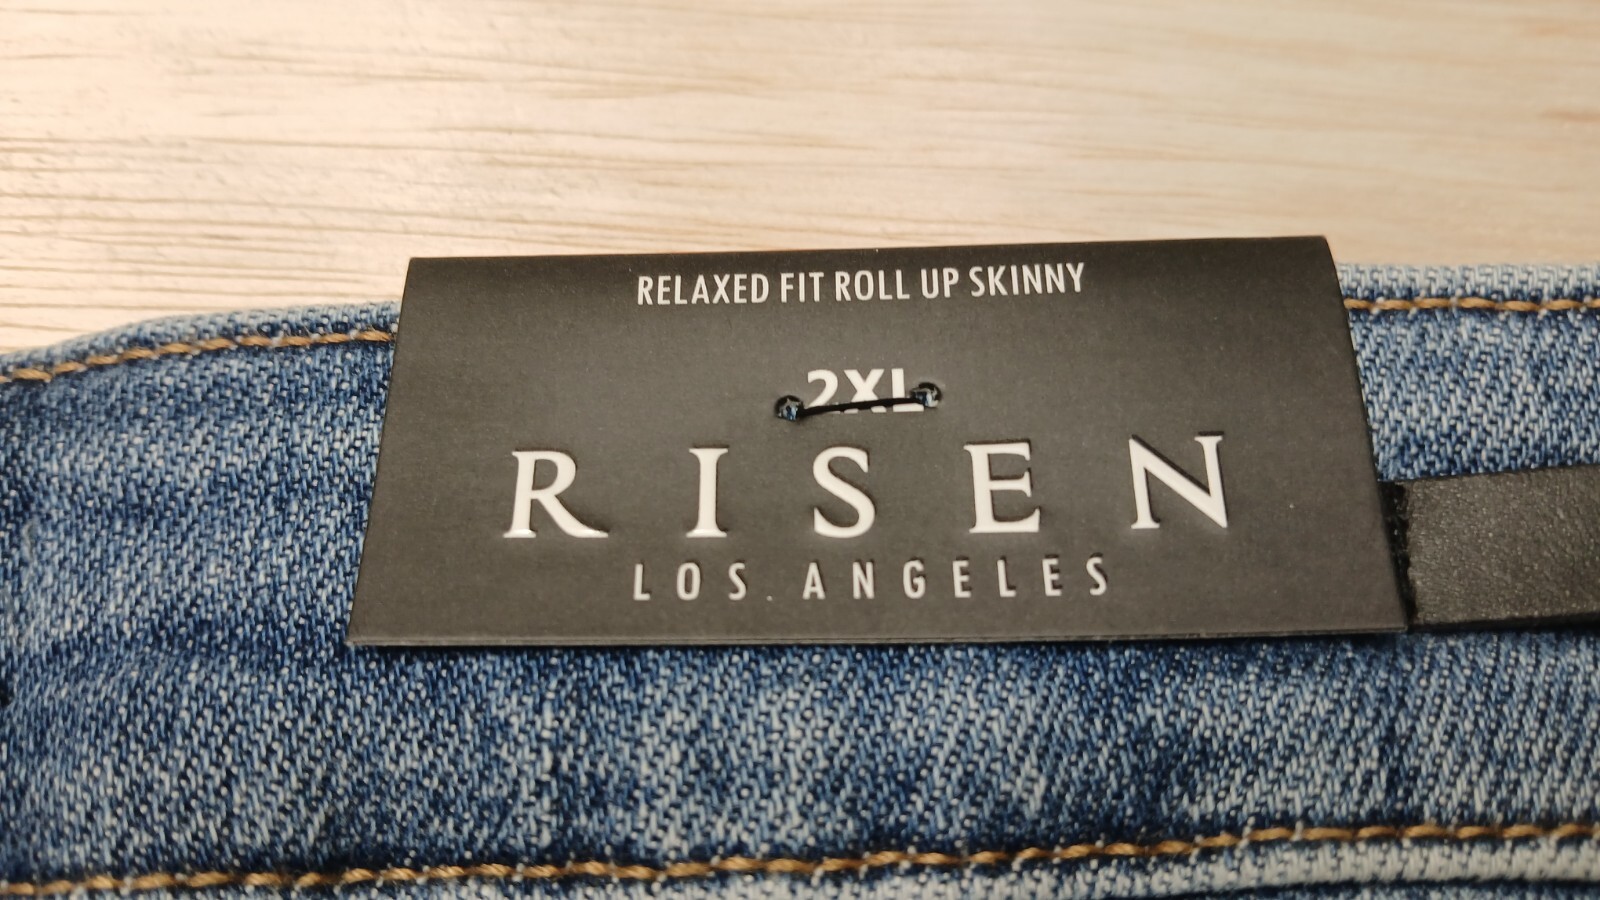 RELAXED FIT ROLL UP SKINNY
2XL
RISEN
LOS ANGELES